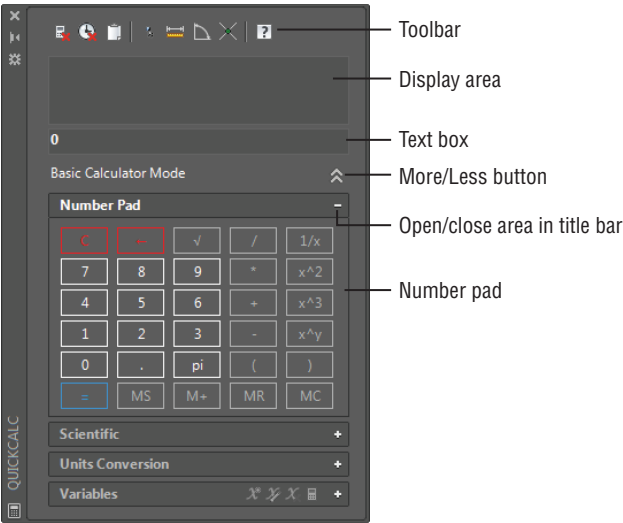 Toolbar
?
Display area
0
Text box
Basic Calculator Mode
More/Less button
Number Pad -
Open/close area in title bar
C ← √ / 1/x
7 8 9 * x^2
Number pad
4 5 6 + x^3
1 2 3 - x^y
0 . pi ( )
= MS M+ MR MC
Scientific +
Units Conversion +
Variables +
QUICKCALC